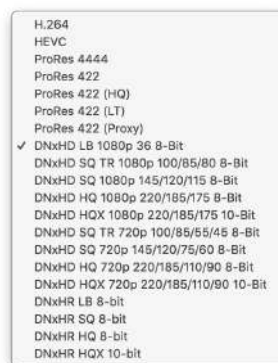 H.264
HEVC
ProRes 4444
ProRes 422
ProRes 422 (HQ)
ProRes 422 (LT)
ProRes 422 (Proxy)
✓ DNxHD LB 1080p 36 8-Bit
DNxHD SQ TR 1080p 100/85/80 8-Bit
DNxHD SQ 1080p 145/120/115 8-Bit
DNxHD HQ 1080p 220/185/175 8-Bit
DNxHD HQX 1080p 220/185/175 10-Bit
DNxHD SQ TR 720p 100/85/55/45 8-Bit
DNxHD SQ 720p 145/120/75/60 8-Bit
DNxHD HQ 720p 220/185/110/90 8-Bit
DNxHD HQX 720p 220/185/110/90 10-Bit
DNxHR LB 8-bit
DNxHR SQ 8-bit
DNxHR HQ 8-bit
DNxHR HQX 10-bit